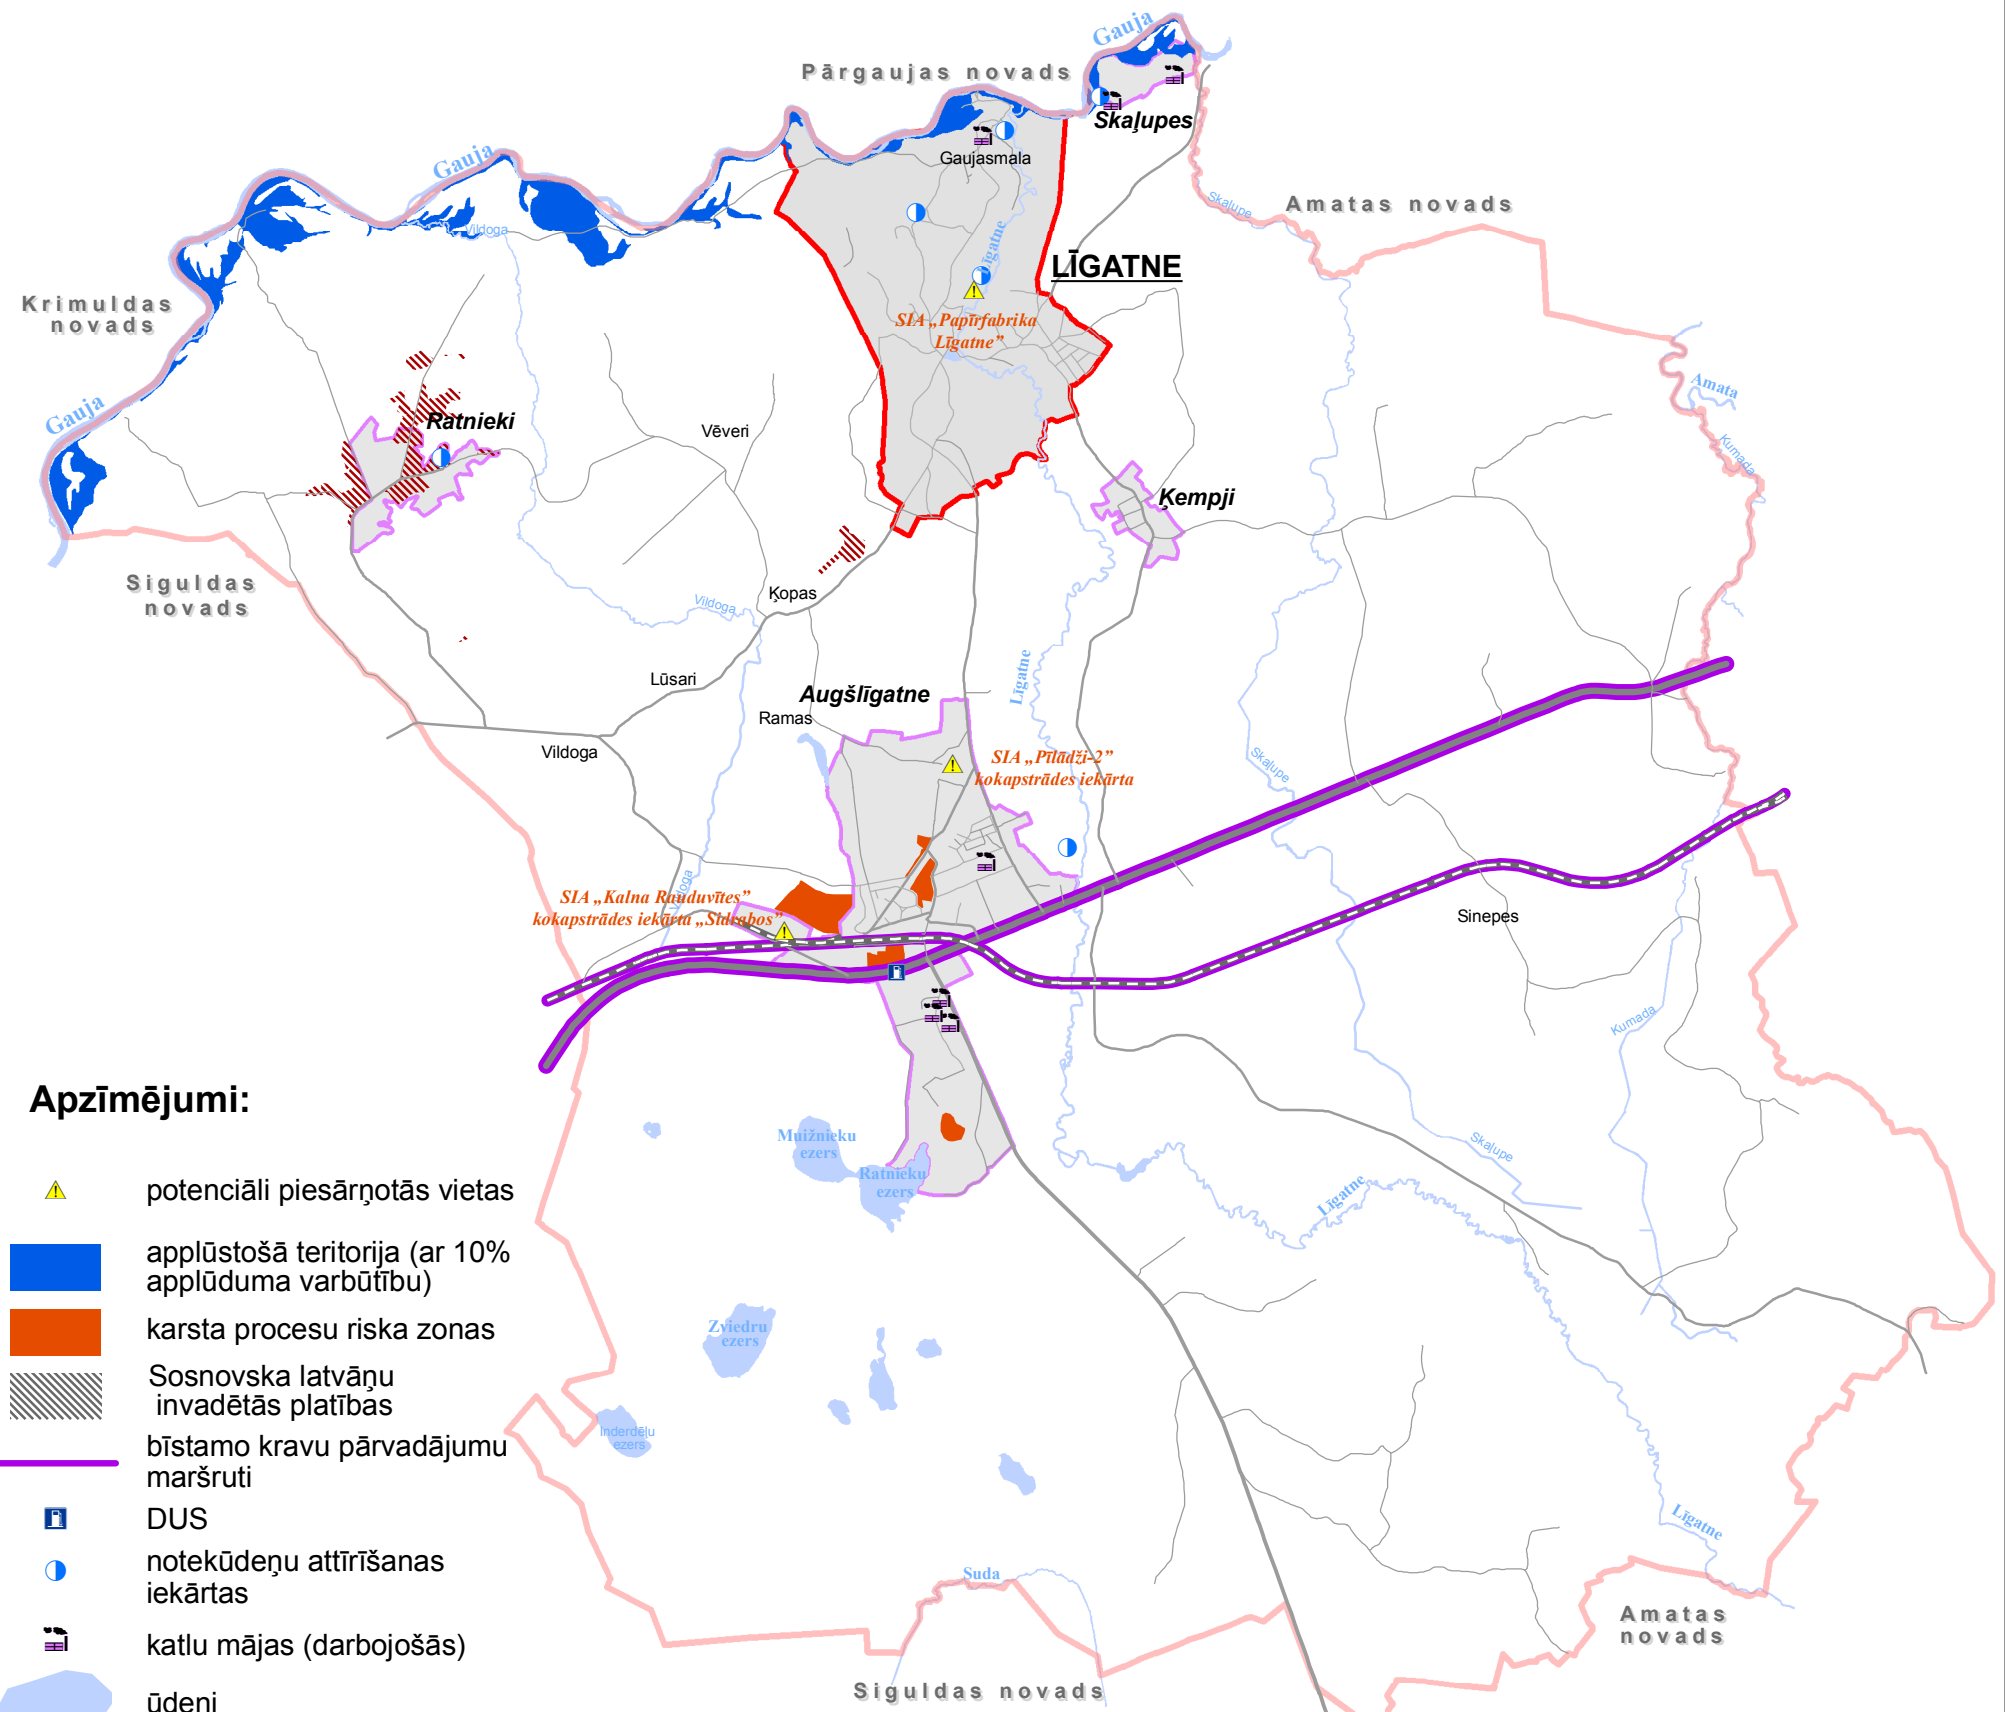 Gauja
Pārgaujas novads
Skaļupes
Gaujasmala
Gauja
Skaļupe
Amatas novads
Vildoga
Līgatne
LĪGATNE
Krimuldas
novads
SIA „Papīrfabrika
Līgatne”
Amata
Gauja
Ratnieki
Vēveri
Kumada
Ķempji
Siguldas
novads
Ķopas
Vildoga
Līgatne
Lūsari
Augšlīgatne
Ramas
Vildoga
SIA „Pīlādži-2”
kokapstrādes iekārta
Skaļupe
Vildoga
SIA „Kalna Rauduvītes”
kokapstrādes iekārta „Sidrabos”
Sinepes
Kumada
Apzīmējumi:
Muižnieku
ezers
Skaļupe
Ratnieku
ezers
Līgatne
potenciāli piesārņotās vietas
applūstošā teritorija (ar 10%
applūduma varbūtību)
karsta procesu riska zonas
Zviedru
ezers
Sosnovska latvāņu
invadētās platības
Inderdēļu
ezers
bīstamo kravu pārvadājumu
maršruti
DUS
Līgatne
notekūdeņu attīrīšanas
iekārtas
Suda
Amatas
novads
katlu mājas (darbojošās)
Siguldas novads
ūdeņi